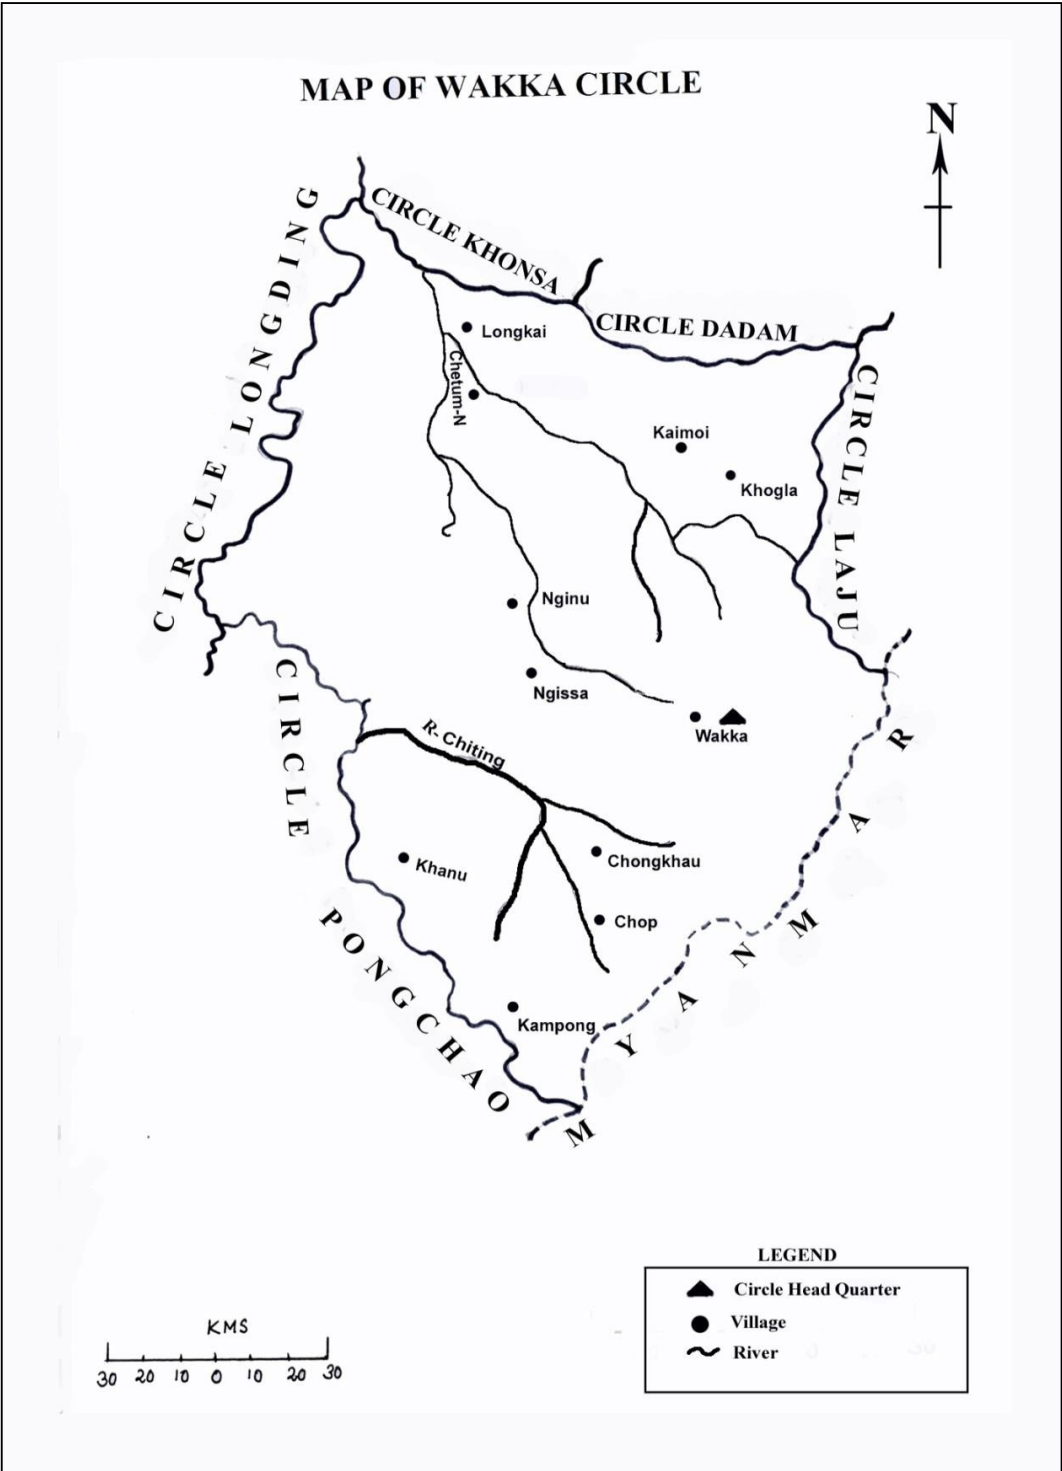 MAP OF WAKKA CIRCLE
N
CIRCLE LONGDING
CIRCLE KHONSA
CIRCLE DADAM
Longkai
Chetum-N
Kaimoi
Khogla
CIRCLE LAJU
Nginu
Ngissa
Wakka
R- Chiting
CIRCLE PONGCHAO
Khanu
Chongkhau
Chop
Kampong
MYANMAR
LEGEND
Circle Head Quarter
Village
River
KMS
30 20 10 0 10 20 30